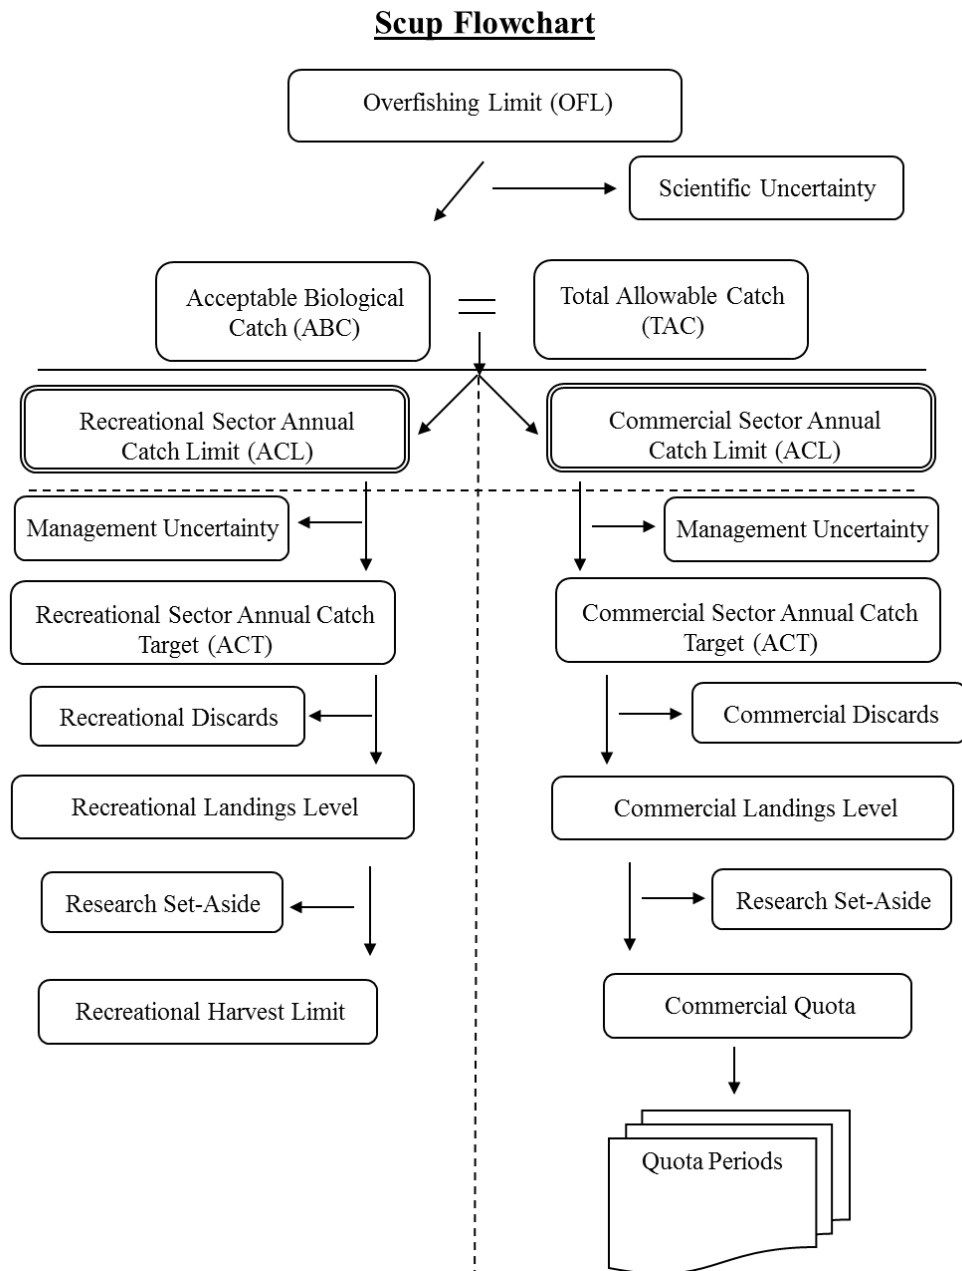 Scup Flowchart
Overfishing Limit (OFL)
Scientific Uncertainty
Acceptable Biological
Catch (ABC)
Total Allowable Catch
(TAC)
Recreational Sector Annual
Catch Limit (ACL)
Commercial Sector Annual
Catch Limit (ACL)
Management Uncertainty
Management Uncertainty
Recreational Sector Annual Catch
Target (ACT)
Commercial Sector Annual Catch
Target (ACT)
Recreational Discards
Commercial Discards
Recreational Landings Level
Commercial Landings Level
Research Set-Aside
Research Set-Aside
Recreational Harvest Limit
Commercial Quota
Quota Periods